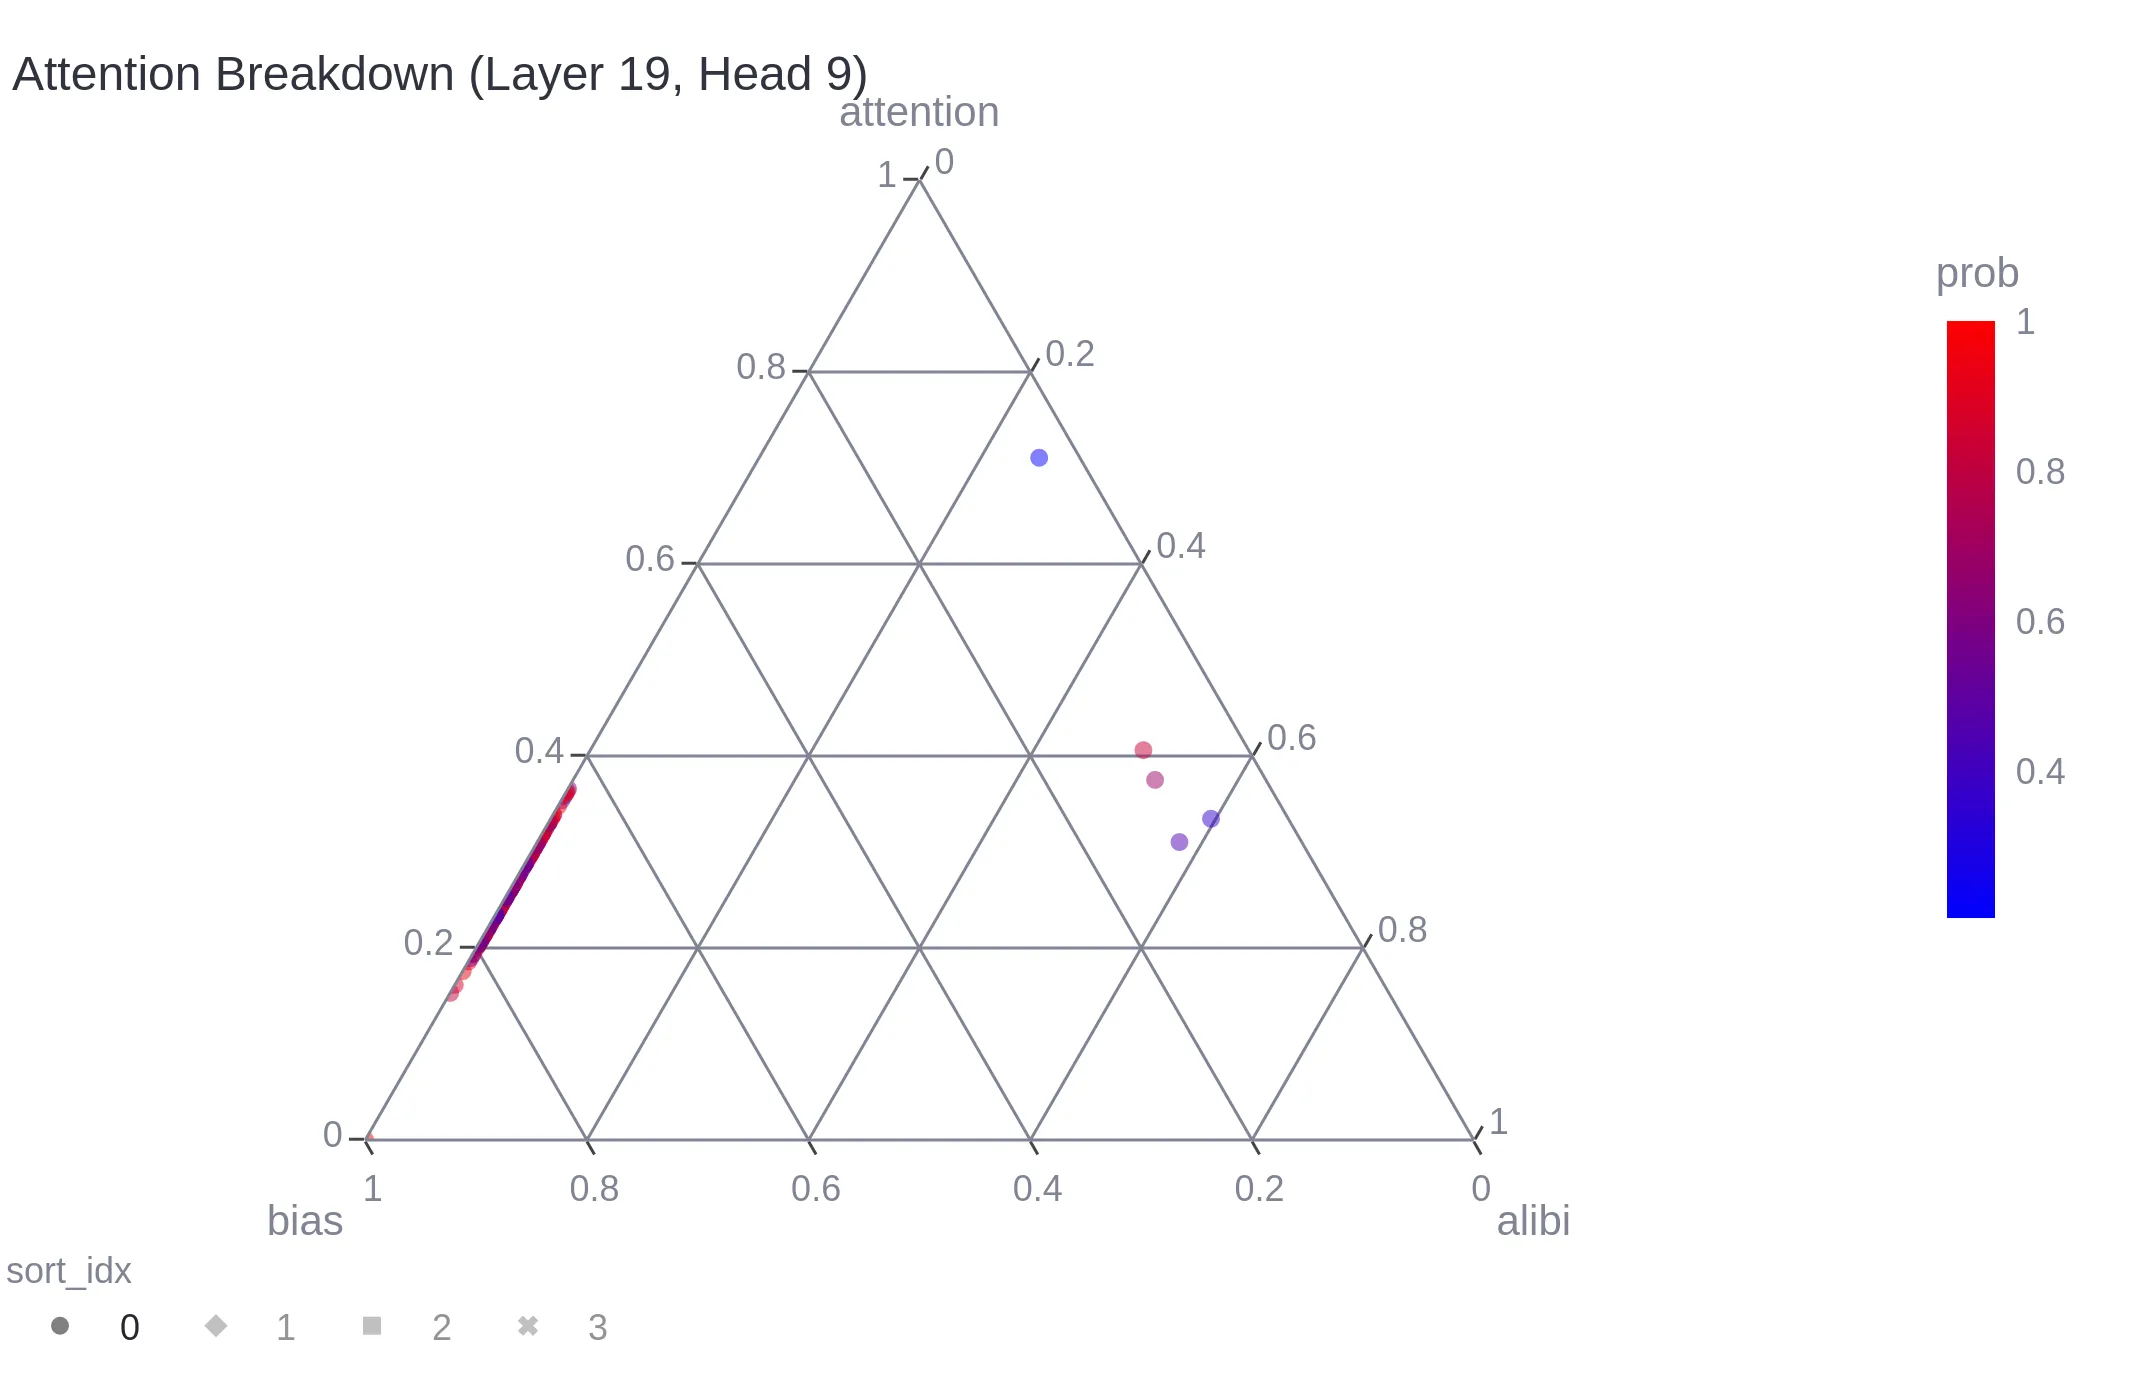 Attention Breakdown (Layer 19, Head 9)
attention
1 0
0.8 0.2
0.6 0.4
0.4 0.6
0.2 0.8
0 1
1 0.8 0.6 0.4 0.2 0
bias alibi
prob
1
0.8
0.6
0.4
sort_idx
0 1 2 3